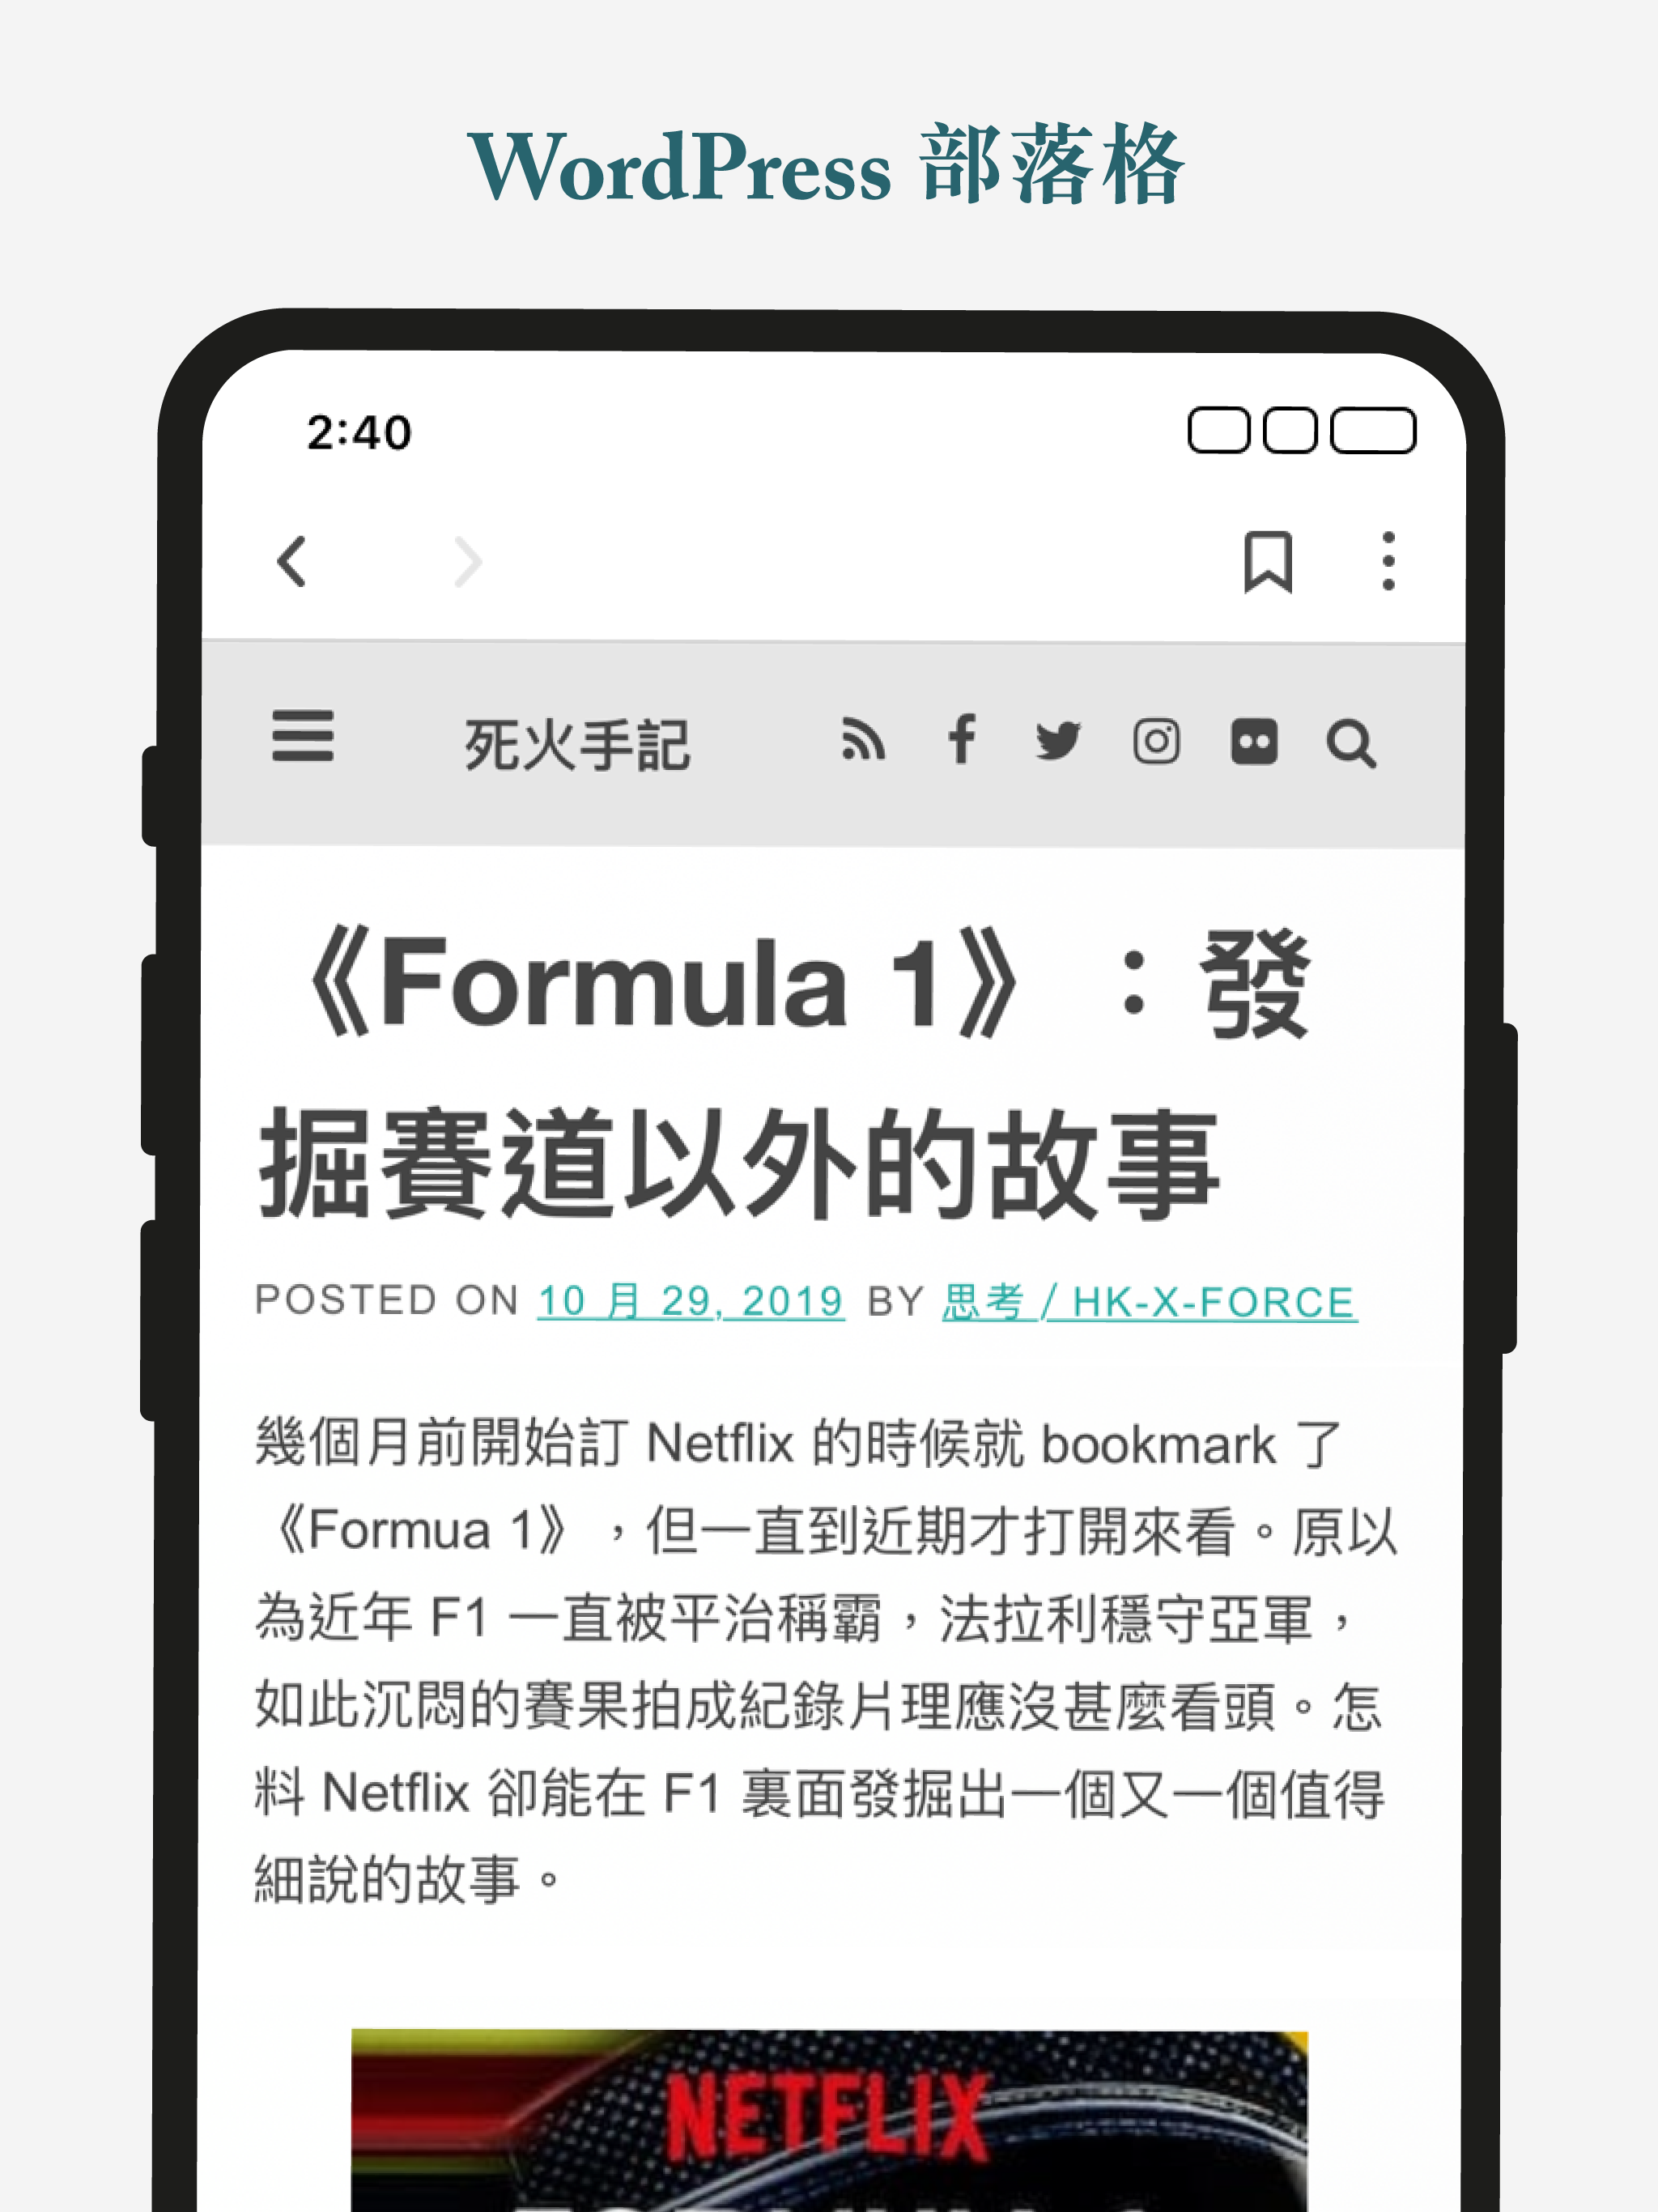 WordPress 部落格
2:40
死火手記
《Formula 1》：發
掘賽道以外的故事
POSTED ON 10 月 29, 2019 BY 思考 / HK-X-FORCE
幾個月前開始訂 Netflix 的時候就 bookmark 了
《Formua 1》，但一直到近期才打開來看。原以
為近年 F1 一直被平治稱霸，法拉利穩守亞軍，
如此沉悶的賽果拍成紀錄片理應沒甚麼看頭。怎
料 Netflix 卻能在 F1 裏面發掘出一個又一個值得
細說的故事。
NETFLIX